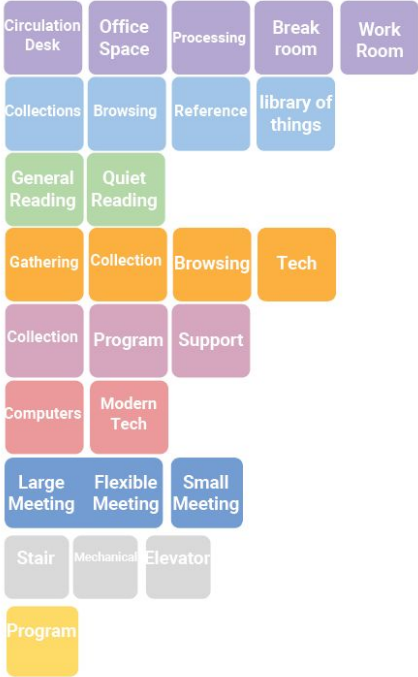 Circulation Desk
Office Space
Processing
Break room
Work Room
Collections
Browsing
Reference
library of things
General Reading
Quiet Reading
Gathering
Collection
Browsing
Tech
Collection
Program
Support
Computers
Modern Tech
Large Meeting
Flexible Meeting
Small Meeting
Stair
Mechanical
Elevator
Program